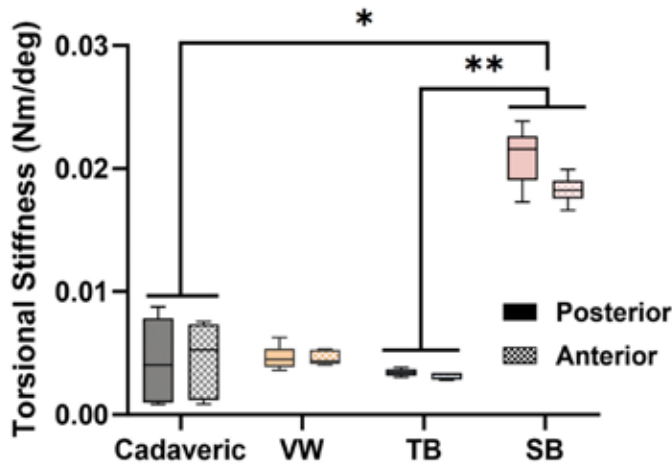 Torsional Stiffness (Nm/deg)
0.03
0.02
0.01
0.00
*
**
Posterior
Anterior
Cadaveric VW TB SB